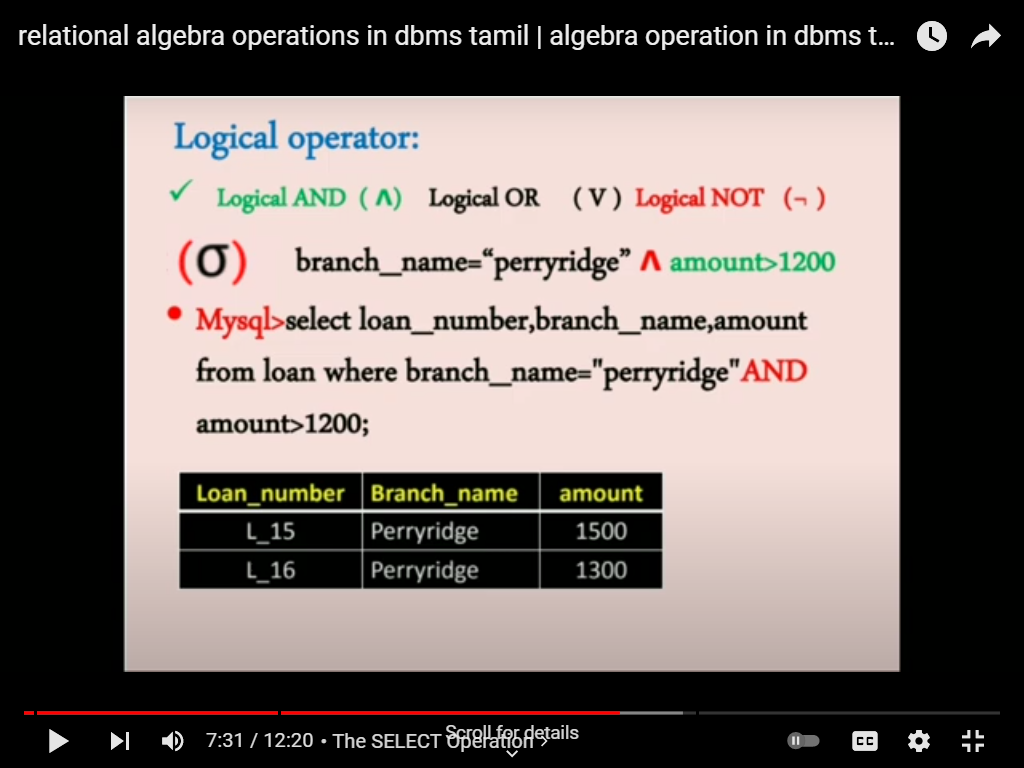 relational algebra operations in dbms tamil | algebra operation in dbms t...
Logical operator:
✓ Logical AND ( Λ) Logical OR ( V ) Logical NOT (¬ )
(σ) branch_name=“perryridge” Λ amount>1200
• Mysql>select loan_number,branch_name,amount
from loan where branch_name="perryridge"AND
amount>1200;
Loan_number Branch_name amount
L_15 Perryridge 1500
L_16 Perryridge 1300
Scroll for details
7:31 / 12:20 • The SELECT Operation ›
CC